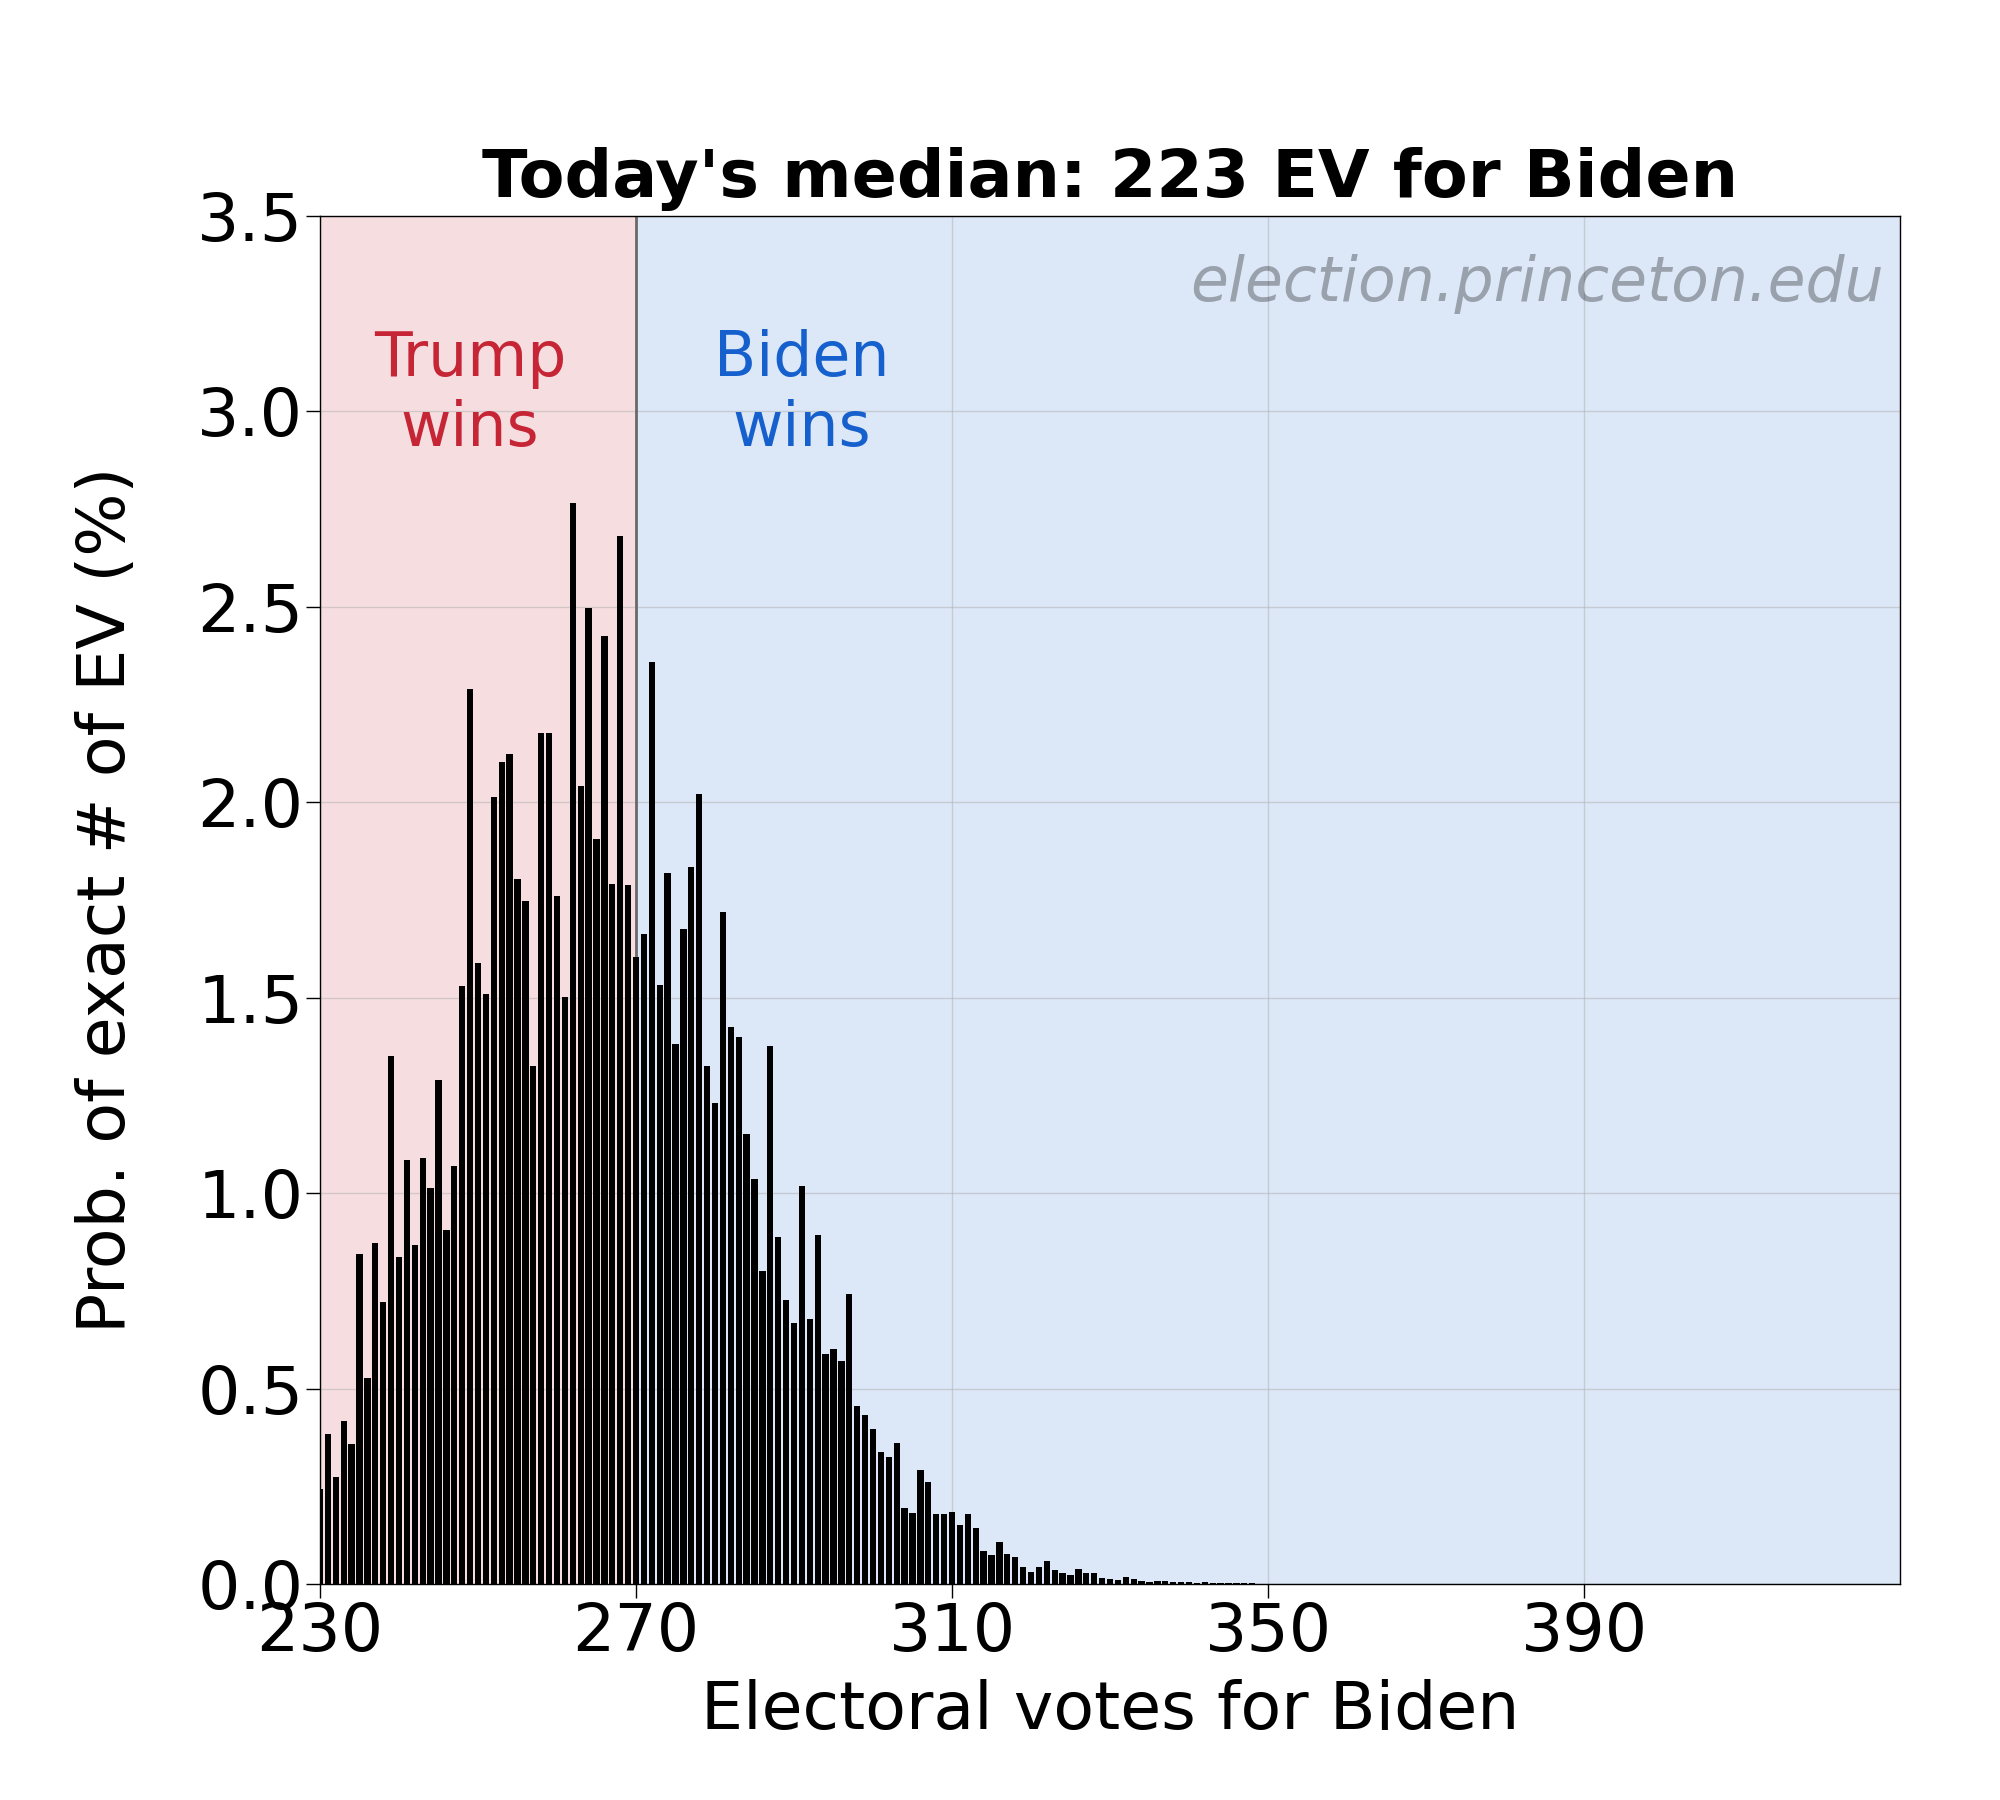 Today's median: 223 EV for Biden
election.princeton.edu
Trump
wins
Biden
wins
Prob. of exact # of EV (%)
3.5
3.0
2.5
2.0
1.5
1.0
0.5
0.0
230 270 310 350 390
Electoral votes for Biden